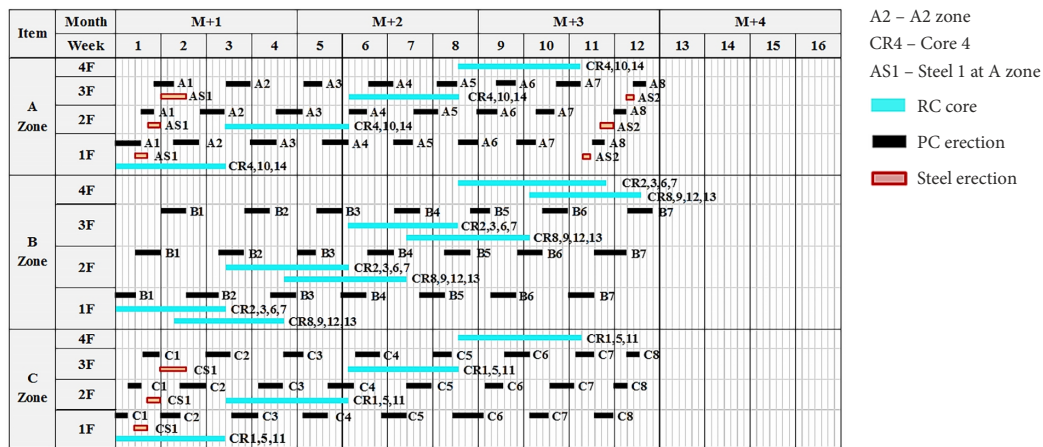 Item Month M+1 M+2 M+3 M+4
Week 1 2 3 4 5 6 7 8 9 10 11 12 13 14 15 16
A Zone
4F CR4,10,14
3F A1 A2 A3 A4 A5 A6 A7 A8
AS1 CR4,10,14 AS2
2F A1 A2 A3 A4 A5 A6 A7 A8
AS1 CR4,10,14 AS2
1F A1 A2 A3 A4 A5 A6 A7 A8
AS1 AS2
CR4,10,14
B Zone
4F CR2,3,6,7
CR8,9,12,13
3F B1 B2 B3 B4 B5 B6 B7
CR2,3,6,7
CR8,9,12,13
2F B1 B2 B3 B4 B5 B6 B7
CR2,3,6,7
CR8,9,12,13
1F B1 B2 B3 B4 B5 B6 B7
CR2,3,6,7
CR8,9,12,13
C Zone
4F CR1,5,11
3F C1 C2 C3 C4 C5 C6 C7 C8
CS1 CR1,5,11
2F C1 C2 C3 C4 C5 C6 C7 C8
CS1 CR1,5,11
1F C1 C2 C3 C4 C5 C6 C7 C8
CS1
CR1,5,11
A2 – A2 zone
CR4 – Core 4
AS1 – Steel 1 at A zone
RC core
PC erection
Steel erection